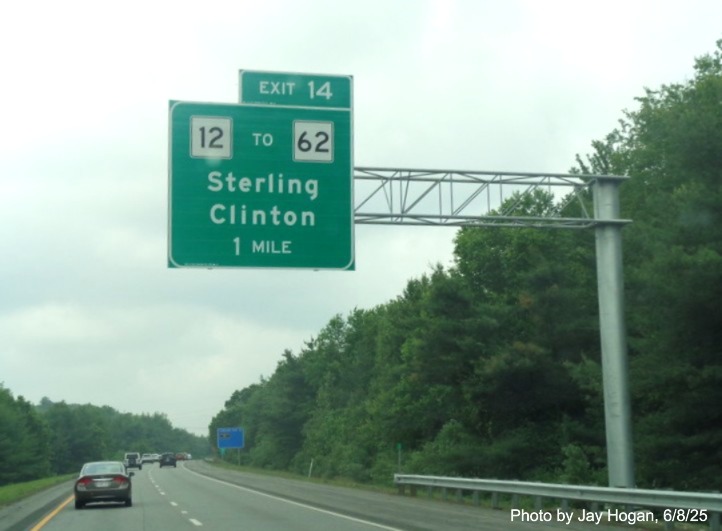 EXIT 14
12 TO 62
Sterling
Clinton
1 MILE
Photo by Jay Hogan, 6/8/25